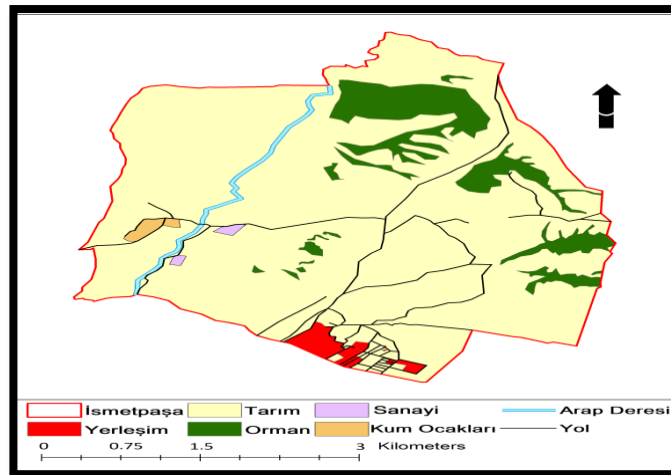 İsmetpaşa Tarım Sanayi Arap Deresi
Yerleşim Orman Kum Ocakları Yol
0 0.75 1.5 3 Kilometers